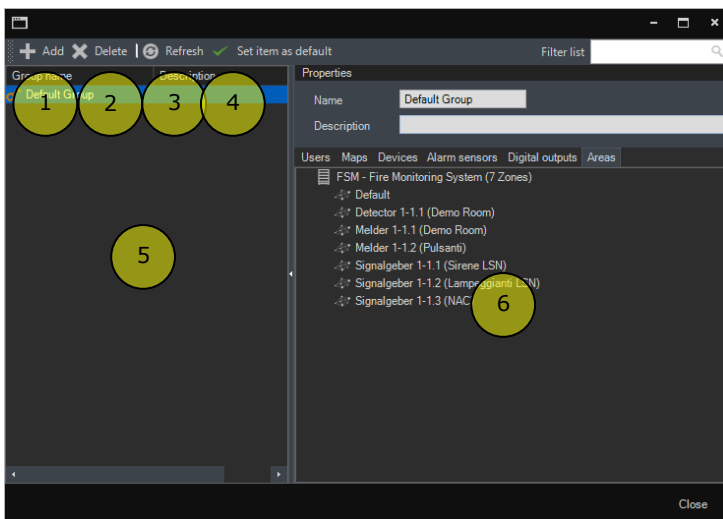 Add Delete Refresh Set item as default Filter list
Group name Description
Default Group
1 2 3 4
5
Properties
Name Default Group
Description
Users Maps Devices Alarm sensors Digital outputs Areas
FSM - Fire Monitoring System (7 Zones)
Default
Detector 1-1.1 (Demo Room)
Melder 1-1.1 (Demo Room)
Melder 1-1.2 (Pulsanti)
Signalgeber 1-1.1 (Sirene LSN)
Signalgeber 1-1.2 (Lampeggianti LSN)
Signalgeber 1-1.3 (NAC
6
Close